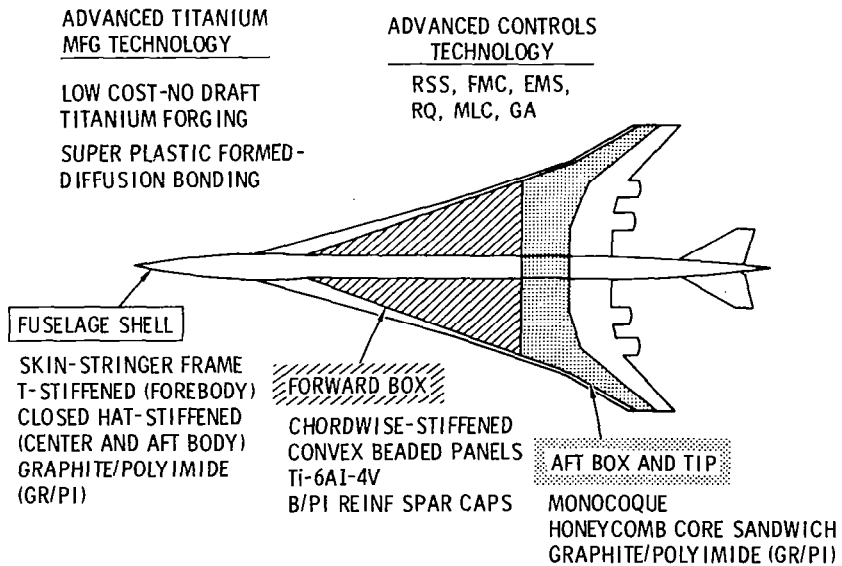 ADVANCED TITANIUM
MFG TECHNOLOGY
LOW COST-NO DRAFT
TITANIUM FORGING
SUPER PLASTIC FORMED-
DIFFUSION BONDING
ADVANCED CONTROLS
TECHNOLOGY
RSS, FMC, EMS,
RQ, MLC, GA
FUSELAGE SHELL
SKIN-STRINGER FRAME
T-STIFFENED (FOREBODY)
CLOSED HAT-STIFFENED
(CENTER AND AFT BODY)
GRAPHITE/POLYIMIDE
(GR/PI)
FORWARD BOX
CHORDWISE-STIFFENED
CONVEX BEADED PANELS
Ti-6Al-4V
B/PI REINF SPAR CAPS
AFT BOX AND TIP
MONOCOQUE
HONEYCOMB CORE SANDWICH
GRAPHITE/POLYIMIDE (GR/PI)